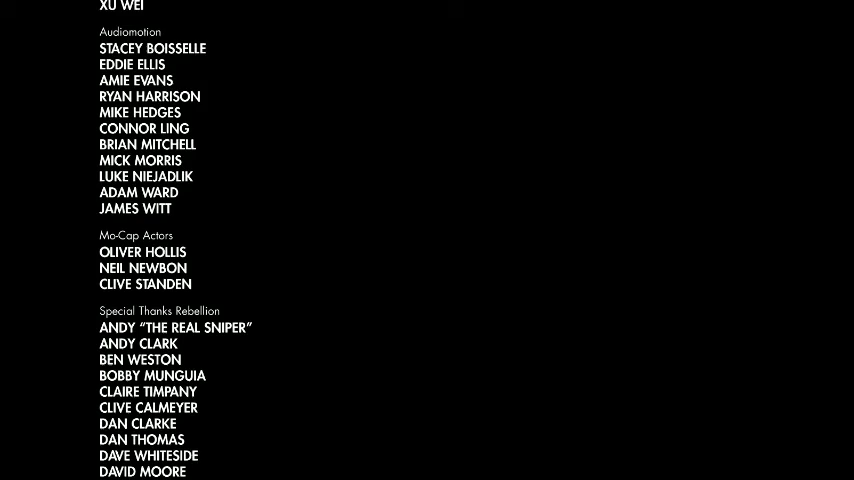 XU WEI
Audiomotion
STACEY BOISSELLE
EDDIE ELLIS
AMIE EVANS
RYAN HARRISON
MIKE HEDGES
CONNOR LING
BRIAN MITCHELL
MICK MORRIS
LUKE NIEJADLIK
ADAM WARD
JAMES WITT
Mo-Cap Actors
OLIVER HOLLIS
NEIL NEWBON
CLIVE STANDEN
Special Thanks Rebellion
ANDY “THE REAL SNIPER”
ANDY CLARK
BEN WESTON
BOBBY MUNGUIA
CLAIRE TIMPANY
CLIVE CALMEYER
DAN CLARKE
DAN THOMAS
DAVE WHITESIDE
DAVID MOORE